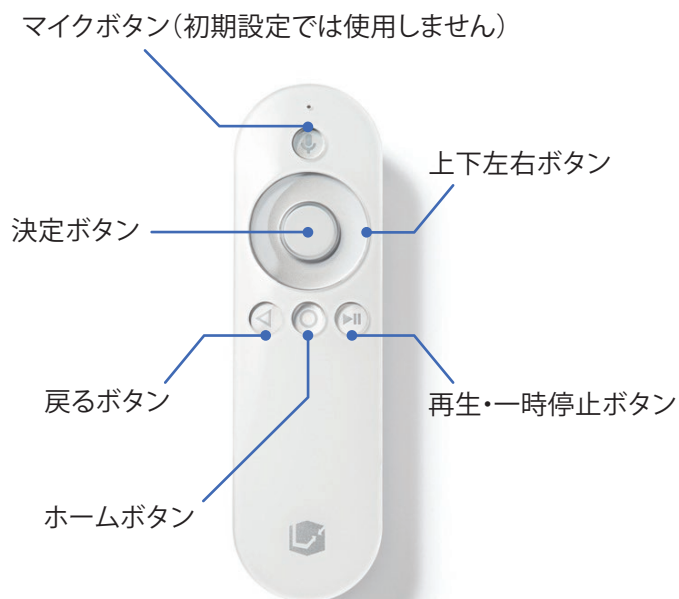 マイクボタン（初期設定では使用しません）
上下左右ボタン
決定ボタン
戻るボタン
再生・一時停止ボタン
ホームボタン